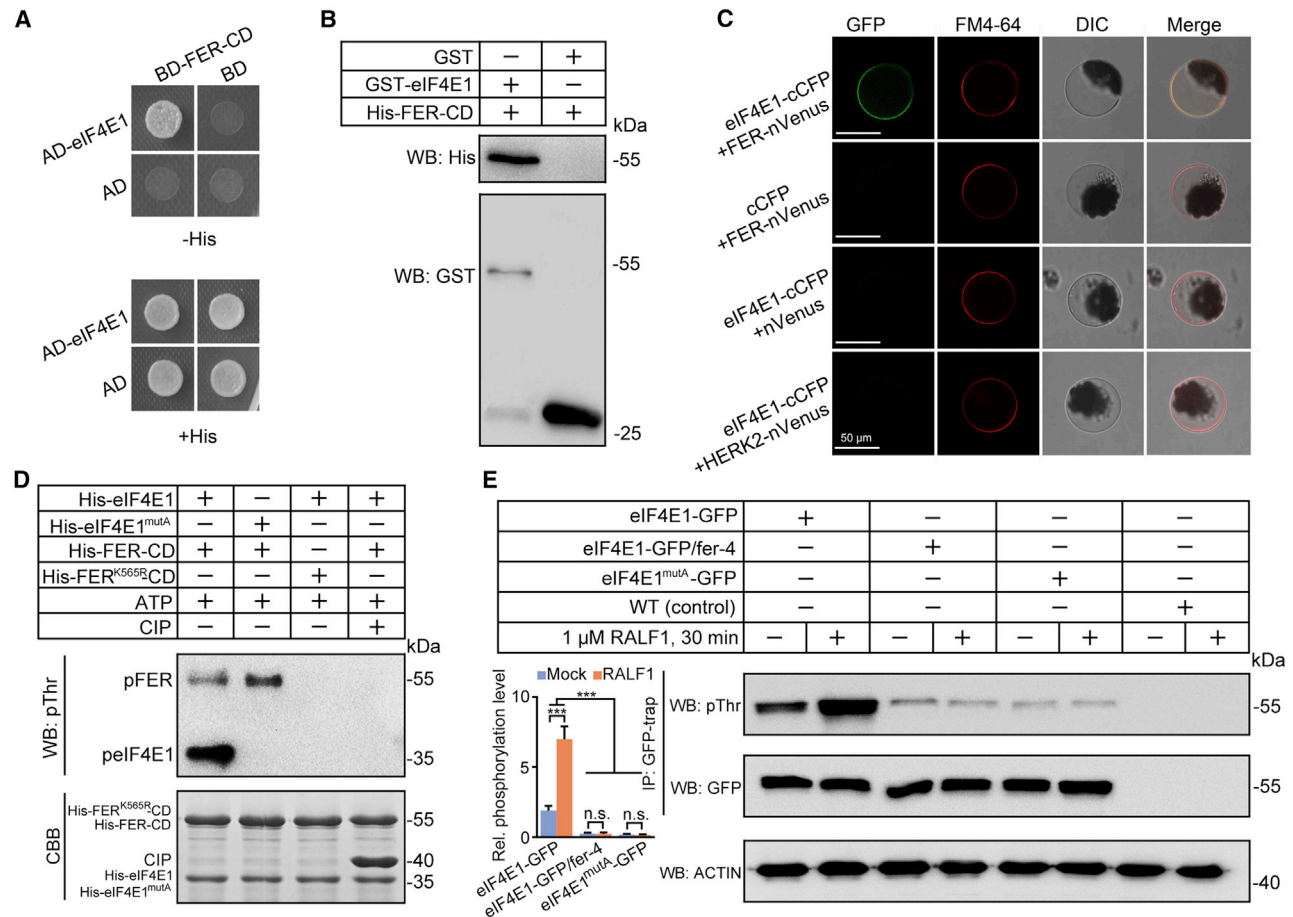 A
BD-FER-CD
BD
AD-eIF4E1
AD
-His
AD-eIF4E1
AD
+His
B
GST − +
GST-eIF4E1 + −
His-FER-CD + +
kDa
WB: His
-55
WB: GST
-55
-25
C
GFP FM4-64 DIC Merge
eIF4E1-cCFP
+FER-nVenus
cCFP
+FER-nVenus
eIF4E1-cCFP
+nVenus
eIF4E1-cCFP
+HERK2-nVenus
50 µm
D
His-eIF4E1 + − + +
His-eIF4E1mutA − + − −
His-FER-CD + + − +
His-FERK565R-CD − − + −
ATP + + + +
CIP − − − +
kDa
WB: pThr
pFER
-55
peIF4E1
-35
CBB
His-FERK565R-CD
His-FER-CD
-55
CIP
-40
His-eIF4E1
His-eIF4E1mutA
-35
E
eIF4E1-GFP + − − −
eIF4E1-GFP/fer-4 − + − −
eIF4E1mutA-GFP − − + −
WT (control) − − − +
1 µM RALF1, 30 min − + − + − + − +
kDa
Mock RALF1
Rel. phosphorylation level
10
5
0
***
***
n.s. n.s.
eIF4E1-GFP
eIF4E1-GFP/fer-4
eIF4E1mutA-GFP
IP: GFP-trap
WB: pThr
-55
WB: GFP
-55
WB: ACTIN
-40